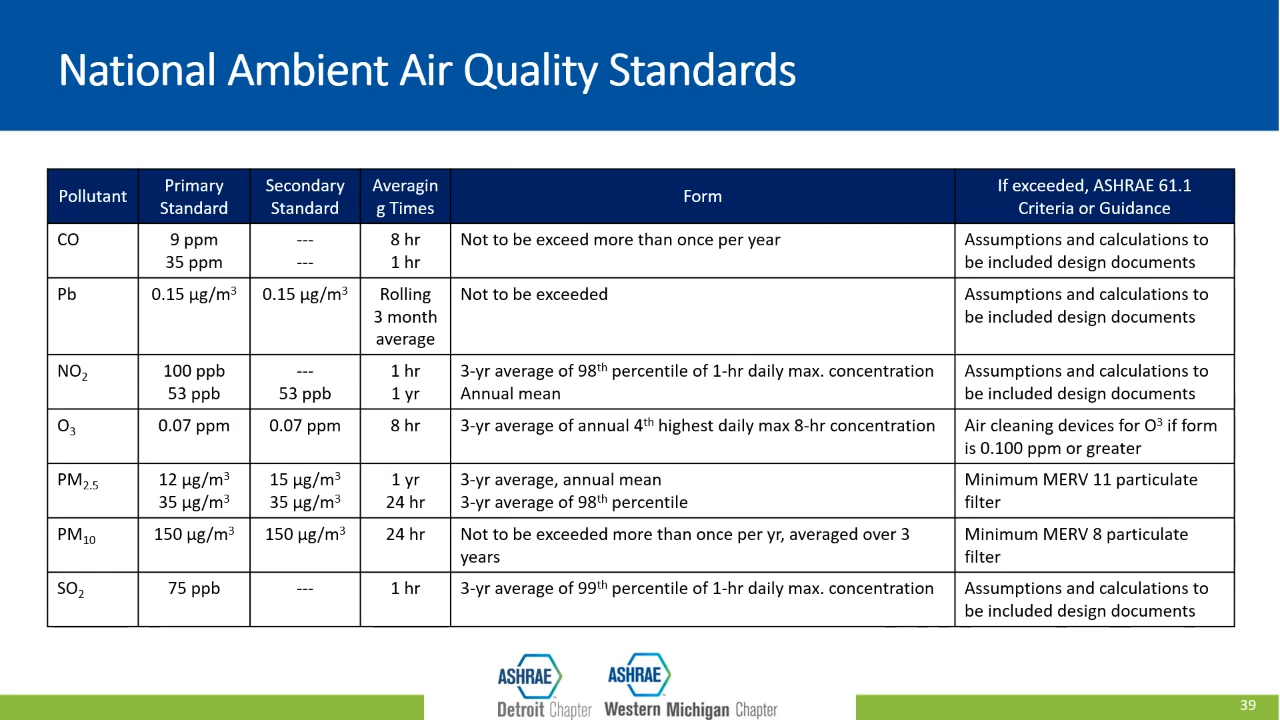 National Ambient Air Quality Standards
Pollutant
Primary
Standard
Secondary
Standard
Averagin
g Times
Form
If exceeded, ASHRAE 61.1
Criteria or Guidance
CO
9 ppm
35 ppm
---
---
8 hr
1 hr
Not to be exceed more than once per year
Assumptions and calculations to
be included design documents
Pb
0.15 µg/m³
0.15 µg/m³
Rolling
3 month
average
Not to be exceeded
Assumptions and calculations to
be included design documents
NO₂
100 ppb
53 ppb
---
53 ppb
1 hr
1 yr
3-yr average of 98th percentile of 1-hr daily max. concentration
Annual mean
Assumptions and calculations to
be included design documents
O₃
0.07 ppm
0.07 ppm
8 hr
3-yr average of annual 4th highest daily max 8-hr concentration
Air cleaning devices for O³ if form
is 0.100 ppm or greater
PM2.5
12 µg/m³
35 µg/m³
15 µg/m³
35 µg/m³
1 yr
24 hr
3-yr average, annual mean
3-yr average of 98th percentile
Minimum MERV 11 particulate
filter
PM10
150 µg/m³
150 µg/m³
24 hr
Not to be exceeded more than once per yr, averaged over 3
years
Minimum MERV 8 particulate
filter
SO₂
75 ppb
---
1 hr
3-yr average of 99th percentile of 1-hr daily max. concentration
Assumptions and calculations to
be included design documents
ASHRAE
Detroit Chapter
ASHRAE
Western Michigan Chapter
39